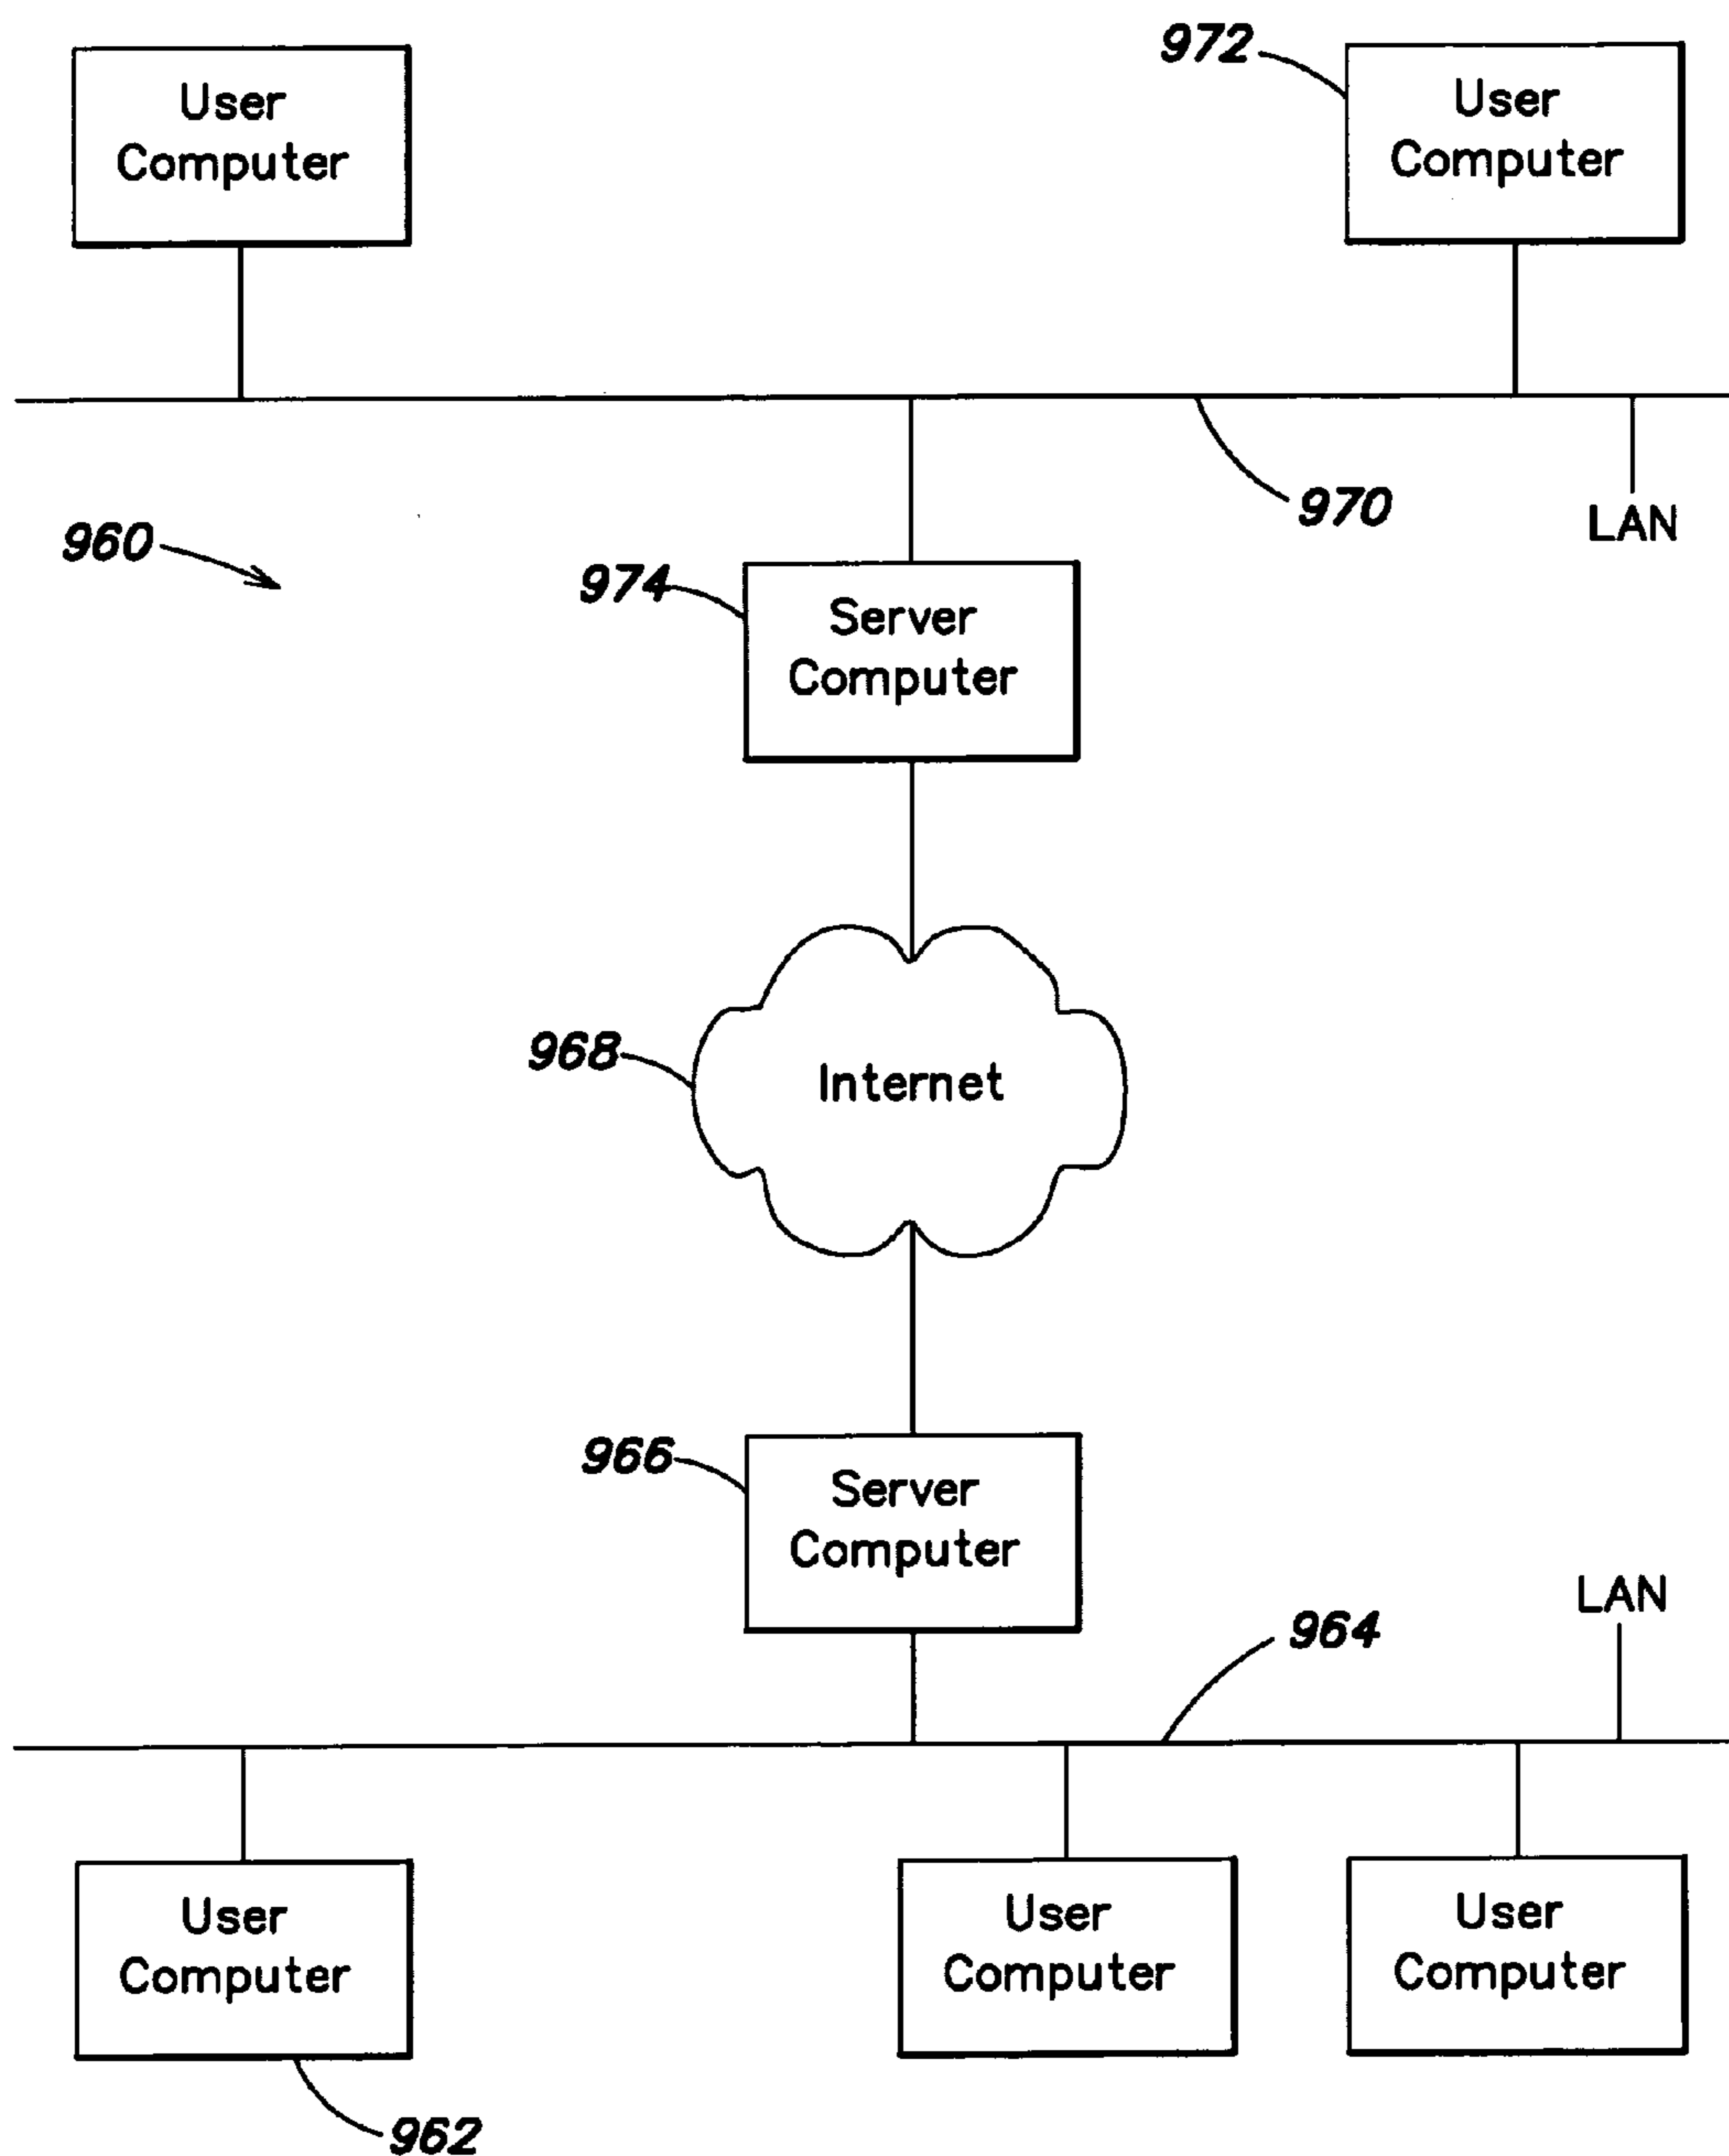 972
User
Computer
User
Computer
970
LAN
960
974
Server
Computer
968
Internet
966
Server
Computer
LAN
964
User
Computer
User
Computer
User
Computer
962